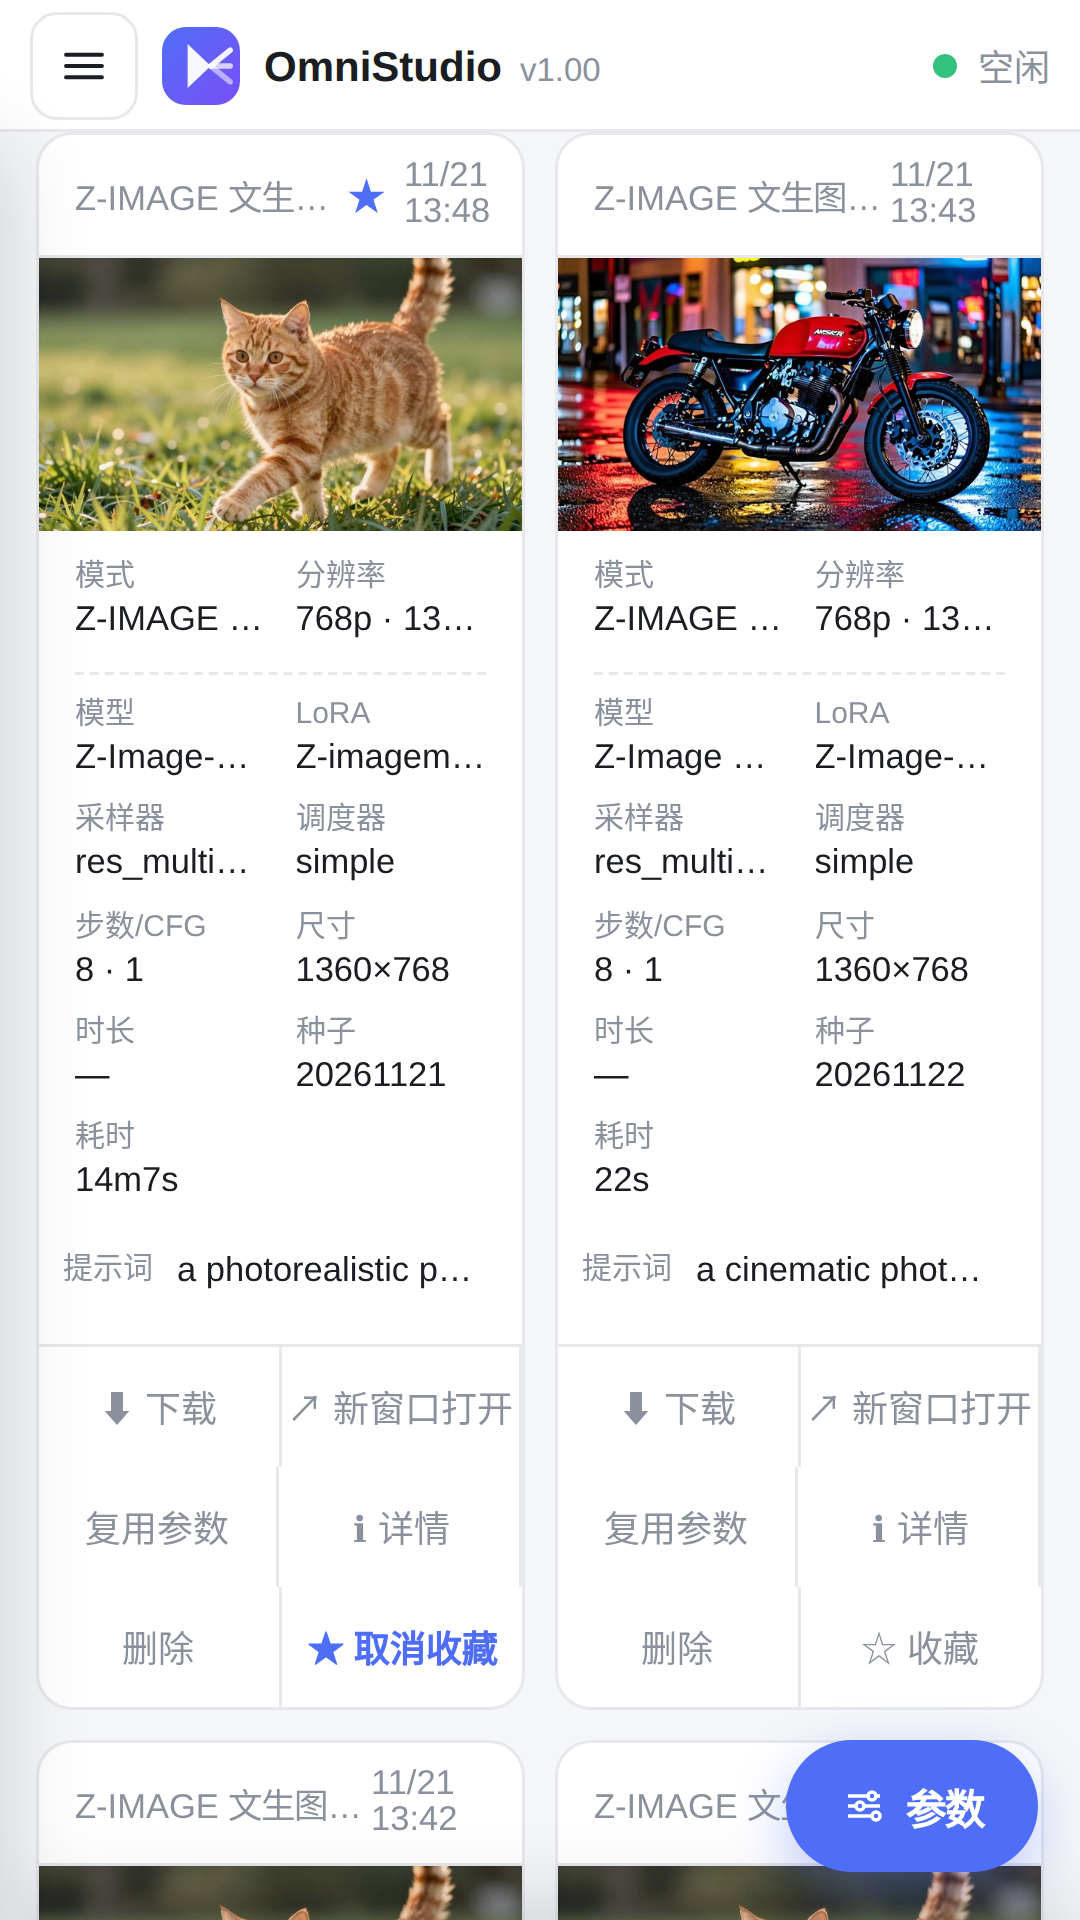 OmniStudio v1.00
空闲
Z-IMAGE 文生… ★ 11/21 13:48
模式 分辨率
Z-IMAGE … 768p · 13…
模型 LoRA
Z-Image-… Z-imagem…
采样器 调度器
res_multi… simple
步数/CFG 尺寸
8 · 1 1360×768
时长 种子
— 20261121
耗时
14m7s
提示词 a photorealistic p…
⬇ 下载 ↗ 新窗口打开
复用参数 ℹ 详情
删除 ★ 取消收藏
Z-IMAGE 文生图… 11/21 13:43
模式 分辨率
Z-IMAGE … 768p · 13…
模型 LoRA
Z-Image … Z-Image-…
采样器 调度器
res_multi… simple
步数/CFG 尺寸
8 · 1 1360×768
时长 种子
— 20261122
耗时
22s
提示词 a cinematic phot…
⬇ 下载 ↗ 新窗口打开
复用参数 ℹ 详情
删除 ☆ 收藏
Z-IMAGE 文生图… 11/21 13:42
Z-IMAGE 文
参数